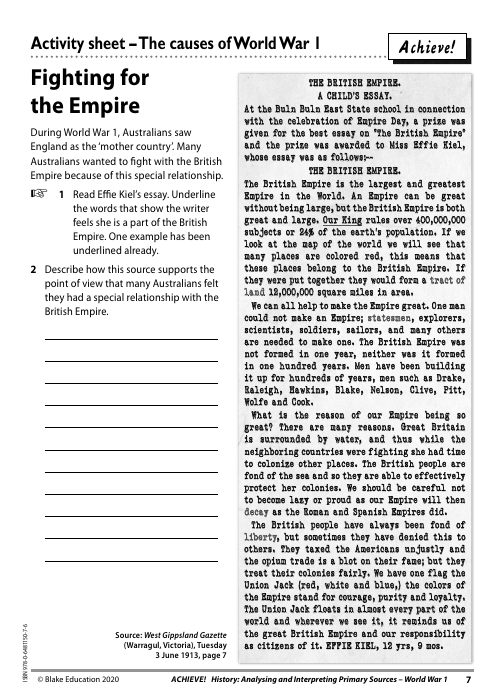 Activity sheet – The causes of World War 1
Achieve!
Fighting for
the Empire
During World War 1, Australians saw
England as the ‘mother country’. Many
Australians wanted to fight with the British
Empire because of this special relationship.
1 Read Effie Kiel’s essay. Underline
the words that show the writer
feels she is a part of the British
Empire. One example has been
underlined already.
2 Describe how this source supports the
point of view that many Australians felt
they had a special relationship with the
British Empire.
THE BRITISH EMPIRE.
A CHILD'S ESSAY.
At the Buln Buln East State school in connection
with the celebration of Empire Day, a prize was
given for the best essay on "The British Empire"
and the prize was awarded to Miss Effie Kiel,
whose essay was as follows:--
THE BRITISH EMPIRE.
The British Empire is the largest and greatest
Empire in the World. An Empire can be great
without being large, but the British Empire is both
great and large. Our King rules over 400,000,000
subjects or 24% of the earth's population. If we
look at the map of the world we will see that
many places are colored red, this means that
these places belong to the British Empire. If
they were put together they would form a tract of
land 12,000,000 square miles in area.
We can all help to make the Empire great. One man
could not make an Empire; statesmen, explorers,
scientists, soldiers, sailors, and many others
are needed to make one. The British Empire was
not formed in one year, neither was it formed
in one hundred years. Men have been building
it up for hundreds of years, men such as Drake,
Raleigh, Hawkins, Blake, Nelson, Clive, Pitt,
Wolfe and Cook.
What is the reason of our Empire being so
great? There are many reasons. Great Britain
is surrounded by water, and thus while the
neighboring countries were fighting she had time
to colonize other places. The British people are
fond of the sea and so they are able to effectively
protect her colonies. We should be careful not
to become lazy or proud as our Empire will then
decay as the Roman and Spanish Empires did.
The British people have always been fond of
liberty, but sometimes they have denied this to
others. They taxed the Americans unjustly and
the opium trade is a blot on their fame; but they
treat their colonies fairly. We have one flag the
Union Jack (red, white and blue,) the colors of
the Empire stand for courage, purity and loyalty.
The Union Jack floats in almost every part of the
world and wherever we see it, it reminds us of
the great British Empire and our responsibility
as citizens of it. EFFIE KIEL, 12 yrs, 9 mos.
Source: West Gippsland Gazette
(Warragul, Victoria), Tuesday
3 June 1913, page 7
ISBN 978-0-6481150-7-6
© Blake Education 2020
ACHIEVE! History: Analysing and Interpreting Primary Sources – World War 1 7